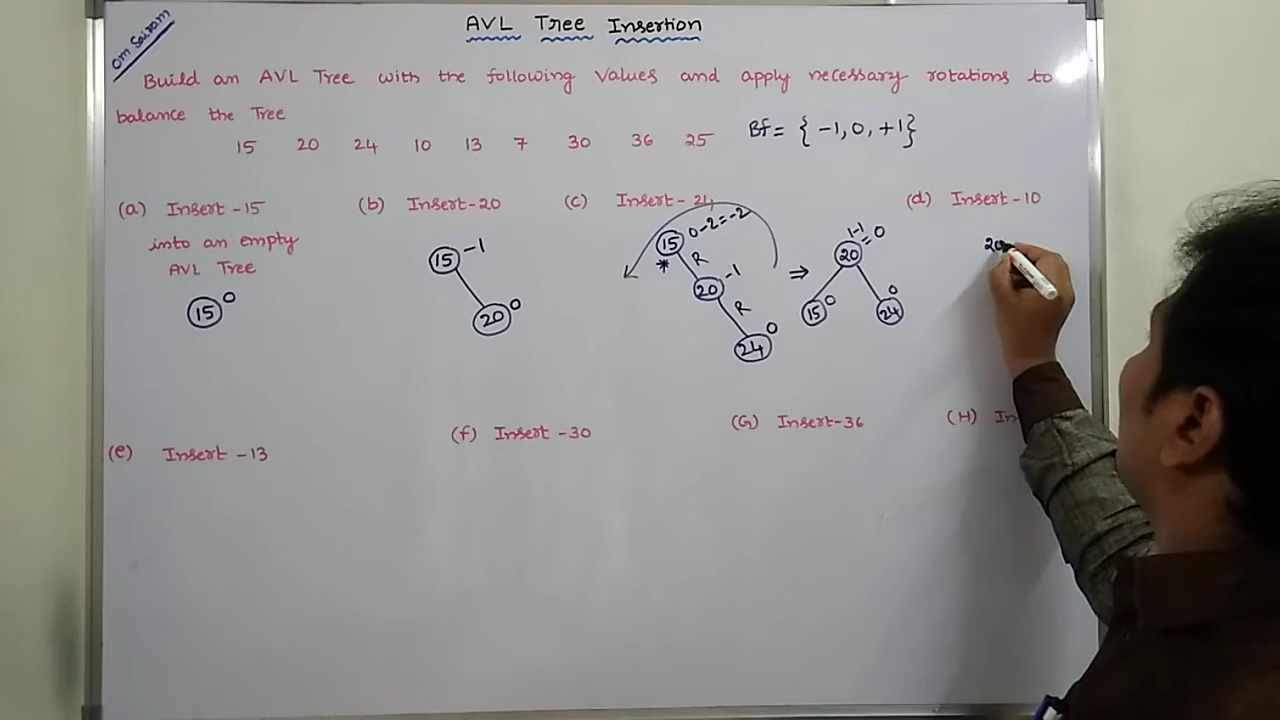 Om Sairam
AVL Tree Insertion
Build an AVL Tree with the following Values and apply necessary rotations to
balance the Tree
15 20 24 10 13 7 30 36 25 Bf = { -1, 0, +1}
(a) Insert -15
into an empty
AVL Tree
15 0
(b) Insert-20
15 -1
20 0
(c) Insert- 24
15 0-2=-2
*
R
20 -1
R
24 0
⇒
1-1=0
20
15 0
24 0
(d) Insert-10
20
(e) Insert -13
(f) Insert -30
(G) Insert-36
(H) In